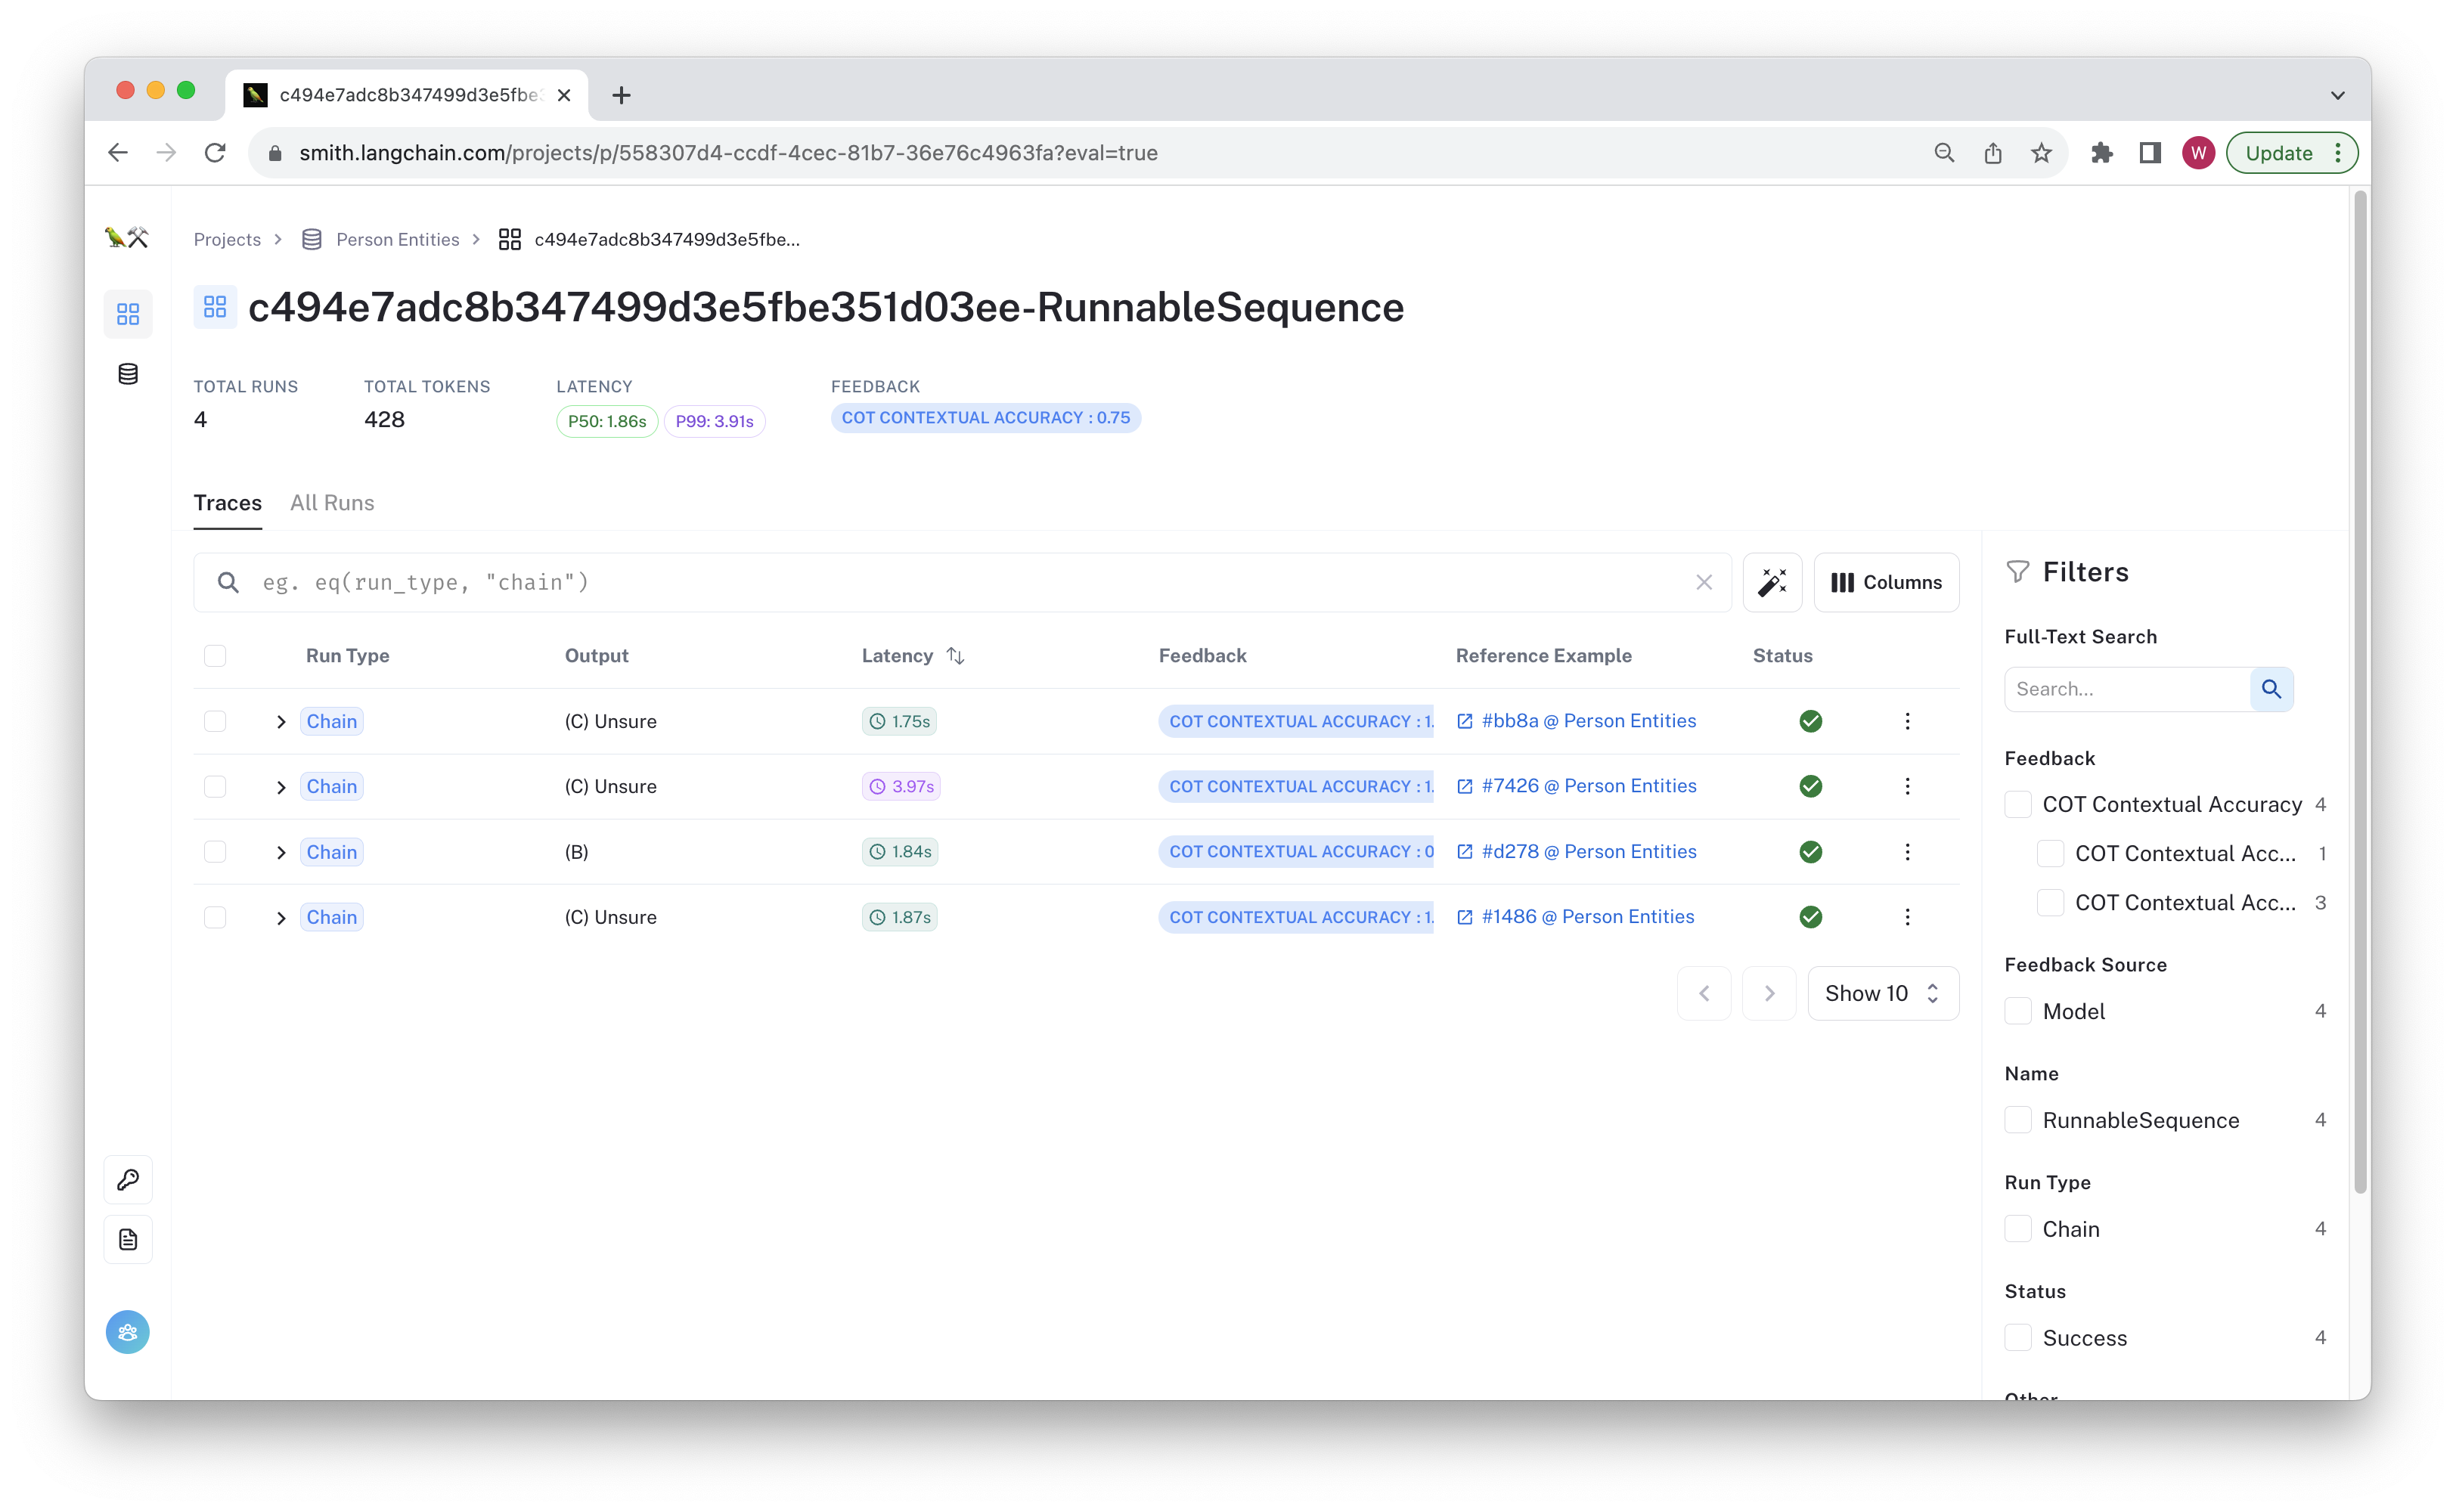 c494e7adc8b347499d3e5fbe
smith.langchain.com/projects/p/558307d4-ccdf-4cec-81b7-36e76c4963fa?eval=true
W
Update
Projects
Person Entities
c494e7adc8b347499d3e5fbe...
c494e7adc8b347499d3e5fbe351d03ee-RunnableSequence
TOTAL RUNS TOTAL TOKENS LATENCY FEEDBACK
4 428 P50: 1.86s P99: 3.91s COT CONTEXTUAL ACCURACY : 0.75
Traces All Runs
eg. eq(run_type, "chain")
Columns
Run Type Output Latency Feedback Reference Example Status
Chain (C) Unsure 1.75s COT CONTEXTUAL ACCURACY : 1. #bb8a @ Person Entities
Chain (C) Unsure 3.97s COT CONTEXTUAL ACCURACY : 1. #7426 @ Person Entities
Chain (B) 1.84s COT CONTEXTUAL ACCURACY : 0 #d278 @ Person Entities
Chain (C) Unsure 1.87s COT CONTEXTUAL ACCURACY : 1. #1486 @ Person Entities
Show 10
Filters
Full-Text Search
Search...
Feedback
COT Contextual Accuracy 4
COT Contextual Acc... 1
COT Contextual Acc... 3
Feedback Source
Model 4
Name
RunnableSequence 4
Run Type
Chain 4
Status
Success 4
Other